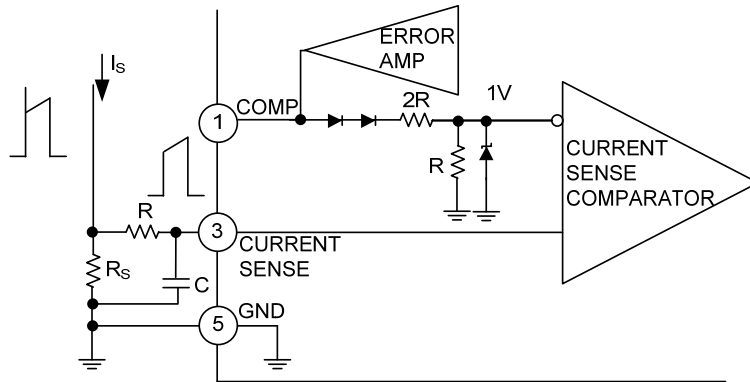 ERROR
AMP
I_S
1V
COMP
2R
1
CURRENT
SENSE
COMPARATOR
R
R
3
CURRENT
SENSE
R_S
C
GND
5